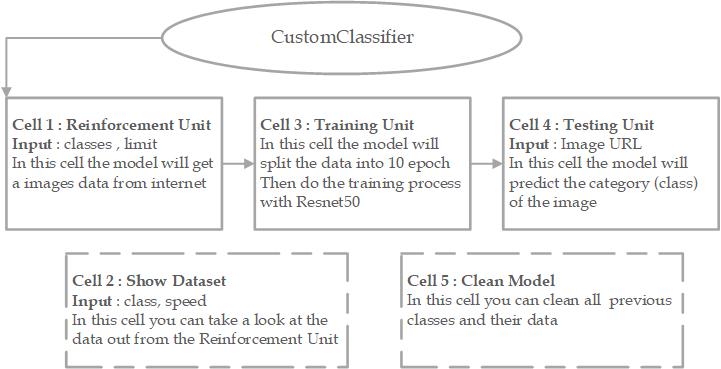 CustomClassifier
Cell 1 : Reinforcement Unit
Input : classes , limit
In this cell the model will get
a images data from internet
Cell 3 : Training Unit
In this cell the model will
split the data into 10 epoch
Then do the training process
with Resnet50
Cell 4 : Testing Unit
Input : Image URL
In this cell the model will
predict the category (class)
of the image
Cell 2 : Show Dataset
Input : class, speed
In this cell you can take a look at the
data out from the Reinforcement Unit
Cell 5 : Clean Model
In this cell you can clean all previous
classes and their data